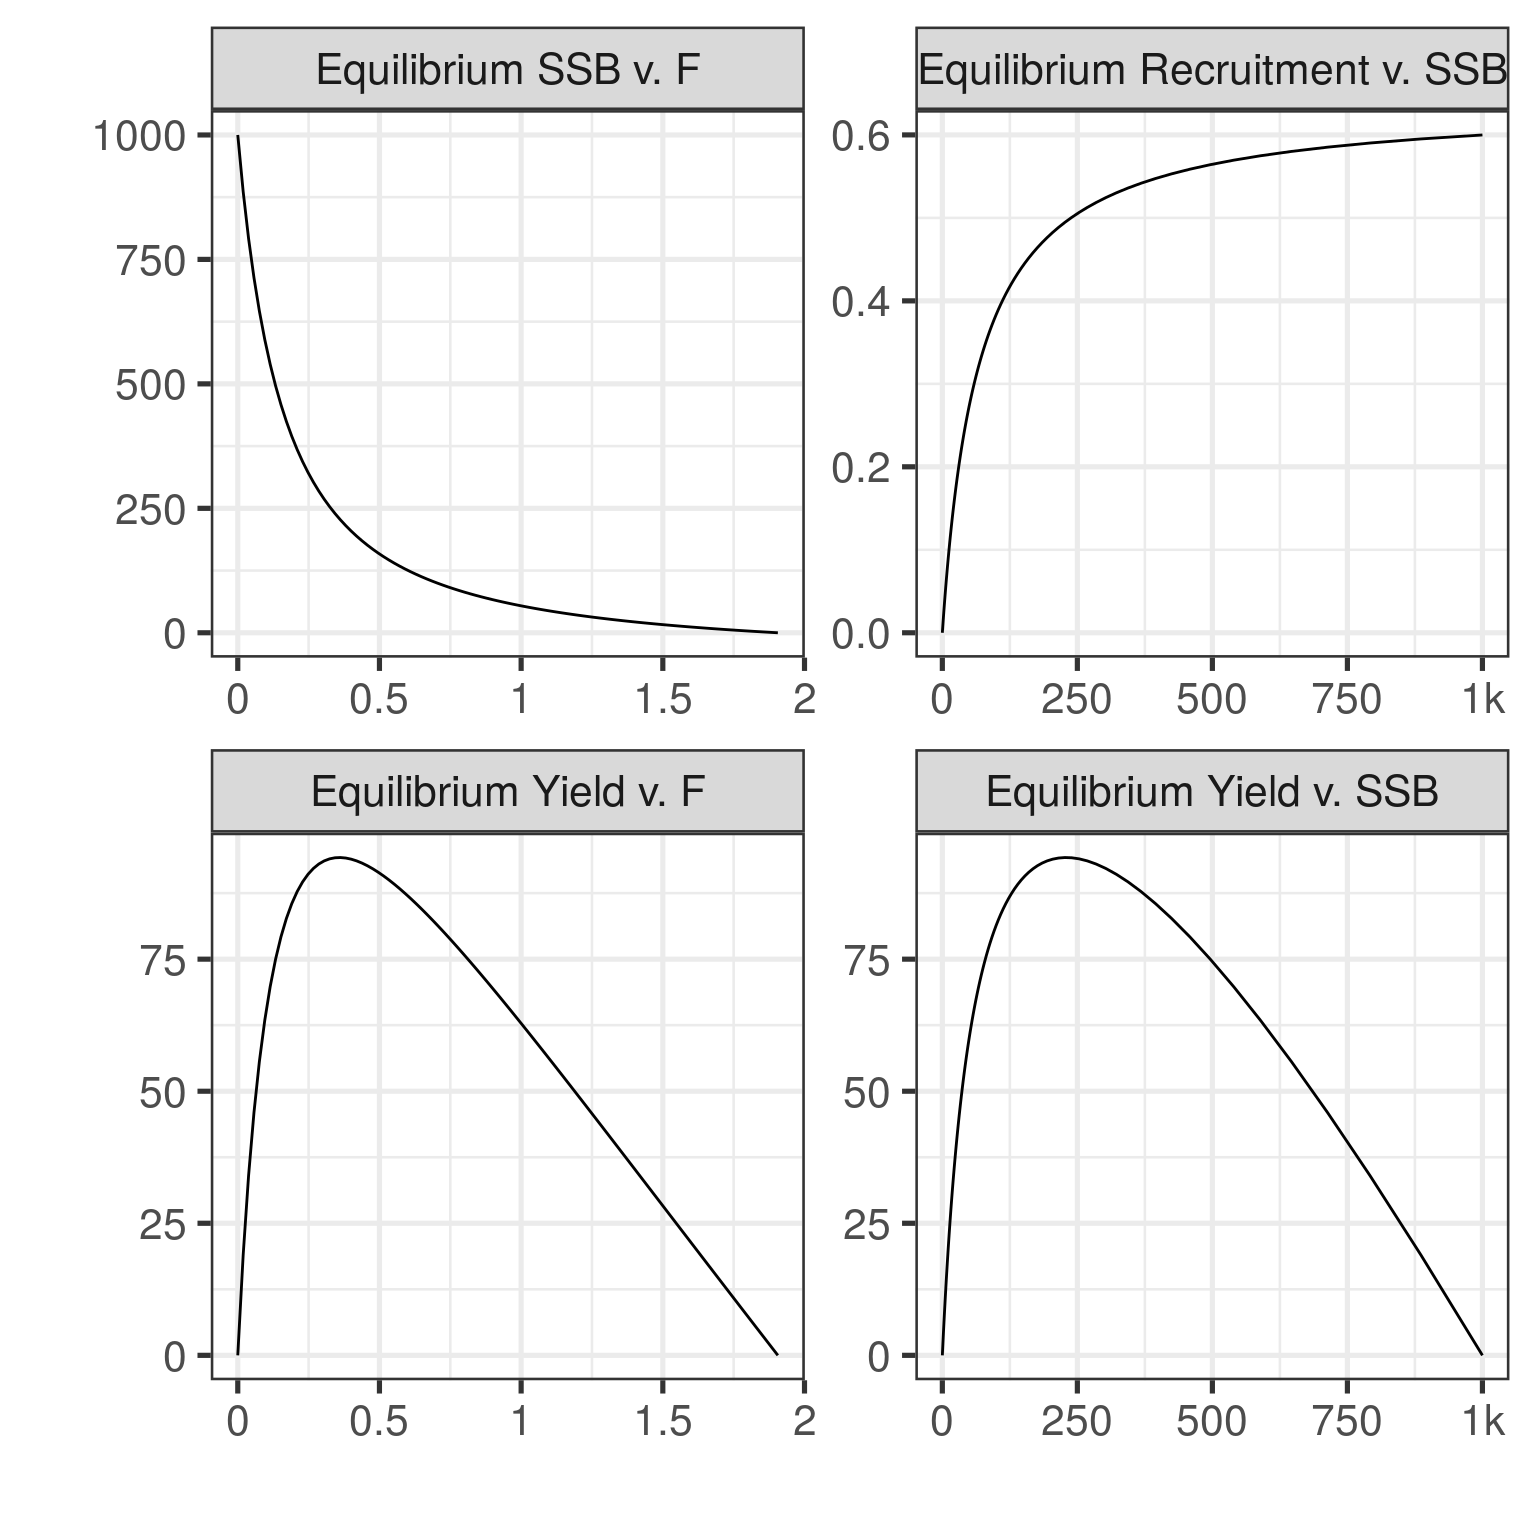 Equilibrium SSB v. F
1000
750
500
250
0
0 0.5 1 1.5 2
Equilibrium Recruitment v. SSB
0.6
0.4
0.2
0.0
0 250 500 750 1k
Equilibrium Yield v. F
75
50
25
0
0 0.5 1 1.5 2
Equilibrium Yield v. SSB
75
50
25
0
0 250 500 750 1k